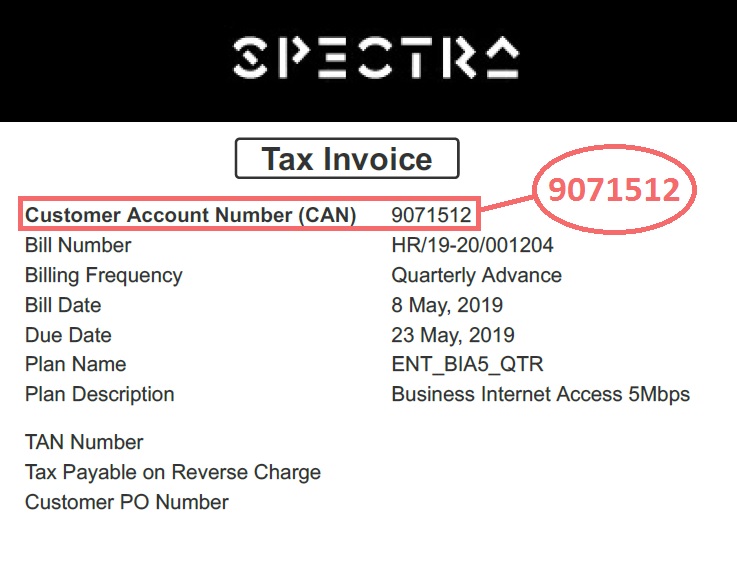 SPECTRA
Tax Invoice
Customer Account Number (CAN) 9071512
9071512
Bill Number HR/19-20/001204
Billing Frequency Quarterly Advance
Bill Date 8 May, 2019
Due Date 23 May, 2019
Plan Name ENT_BIA5_QTR
Plan Description Business Internet Access 5Mbps
TAN Number
Tax Payable on Reverse Charge
Customer PO Number